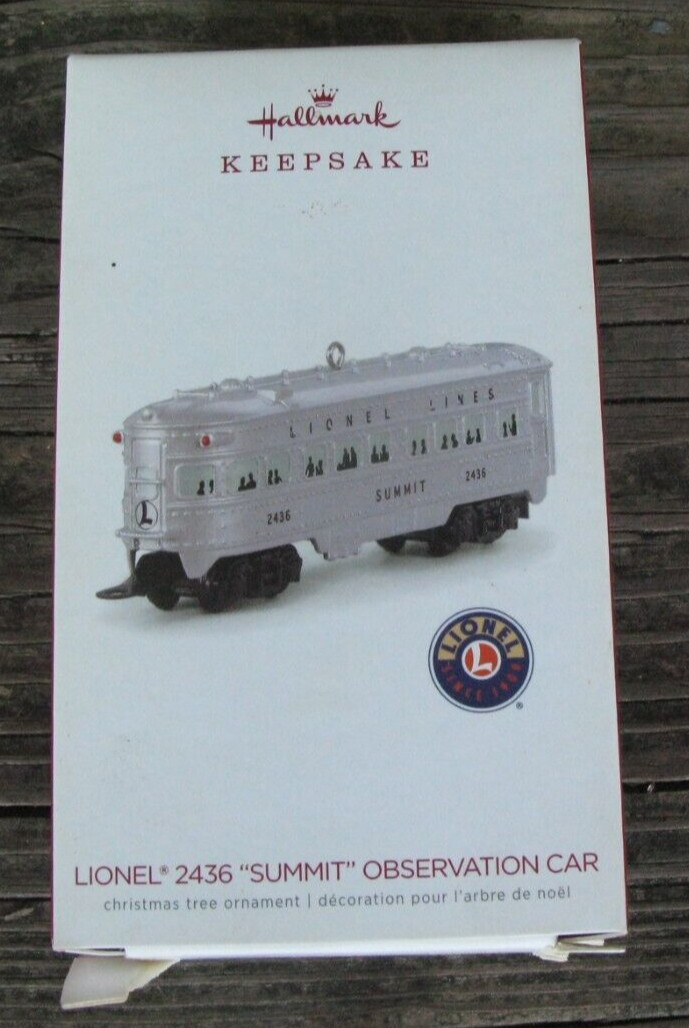 Hallmark
KEEPSAKE
LIONEL LINES
2436
SUMMIT
2436
L
LIONEL
L
SINCE 1900
®
LIONEL® 2436 “SUMMIT” OBSERVATION CAR
christmas tree ornament | décoration pour l'arbre de noël